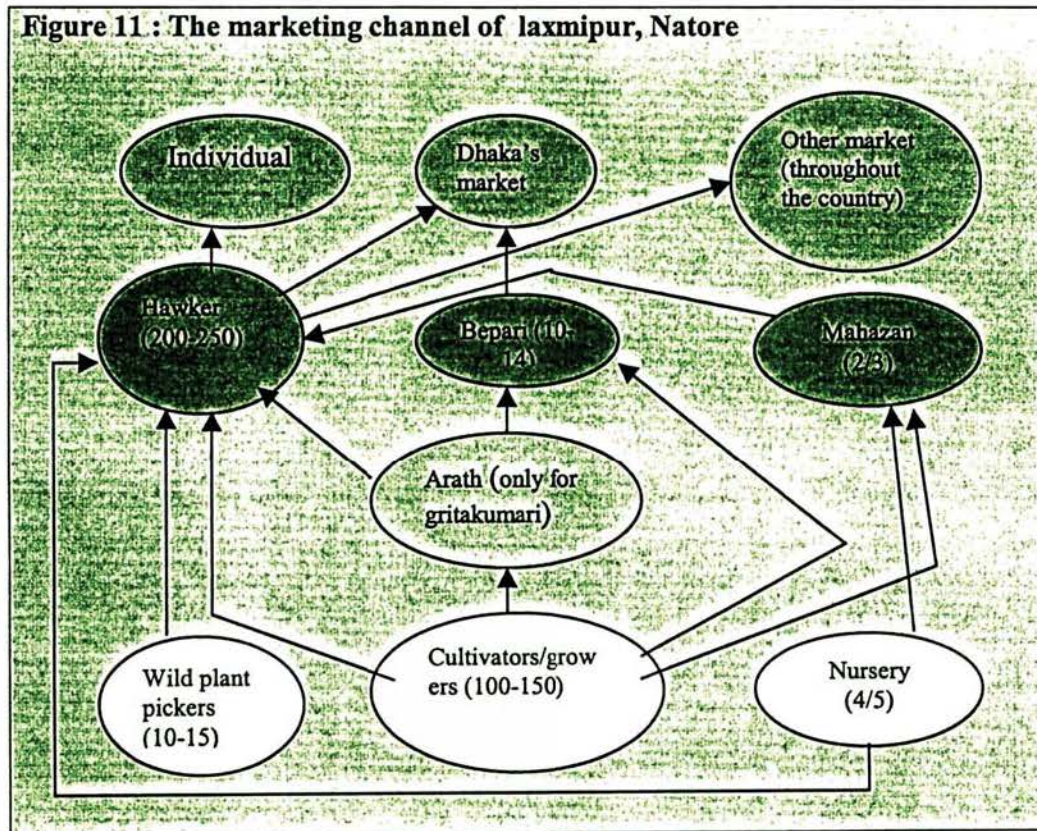 Figure 11 : The marketing channel of laxmipur, Natore
Individual
Dhaka's
market
Other market
(throughout
the country)
Hawker
(200-250)
Bepari (10-
14)
Mahazan
(2/3)
Arath (only for
gritakumari)
Wild plant
pickers
(10-15)
Cultivators/grow
ers (100-150)
Nursery
(4/5)